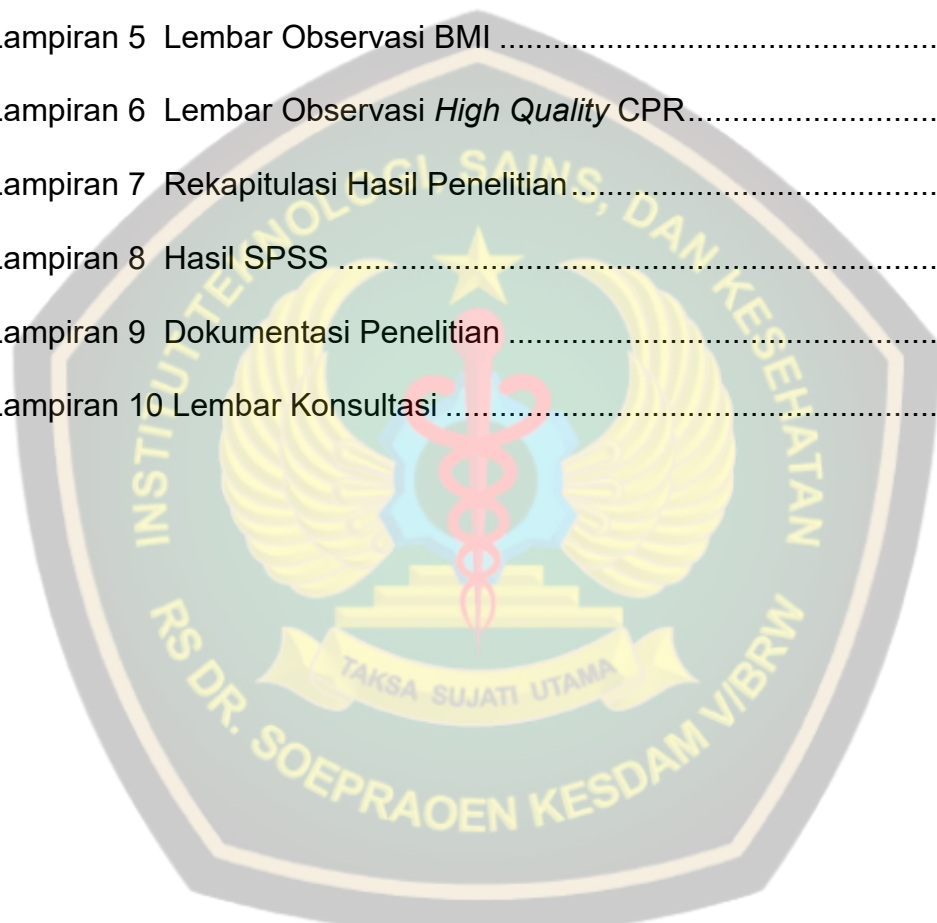 Lampiran 5 Lembar Observasi BMI ....................................................
Lampiran 6 Lembar Observasi High Quality CPR..............................
Lampiran 7 Rekapitulasi Hasil Penelitian............................................
Lampiran 8 Hasil SPSS .......................................................................
Lampiran 9 Dokumentasi Penelitian ...................................................
Lampiran 10 Lembar Konsultasi ..........................................................
INSTITUT TEKNOLOGI, SAINS, DAN KESEHATAN
TAKSA SUJATI UTAMA
RS DR. SOEPRAOEN KESDAM V/BRW